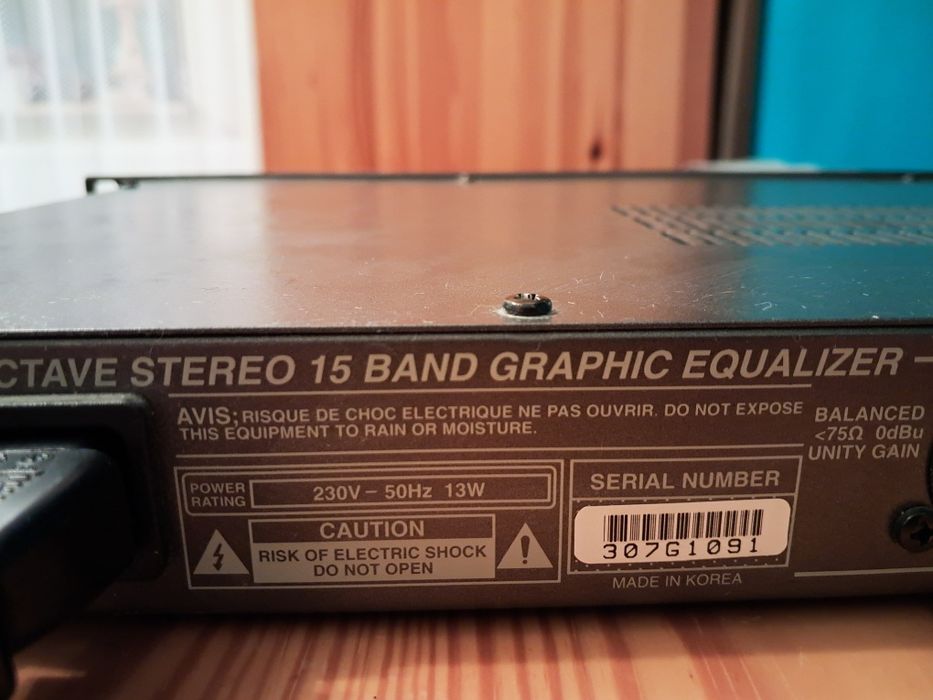 CTAVE STEREO 15 BAND GRAPHIC EQUALIZER
AVIS; RISQUE DE CHOC ELECTRIQUE NE PAS OUVRIR. DO NOT EXPOSE
THIS EQUIPMENT TO RAIN OR MOISTURE.
BALANCED
<75Ω 0dBu
UNITY GAIN
POWER
RATING
230V – 50Hz 13W
CAUTION
RISK OF ELECTRIC SHOCK
DO NOT OPEN
SERIAL NUMBER
307G1091
MADE IN KOREA